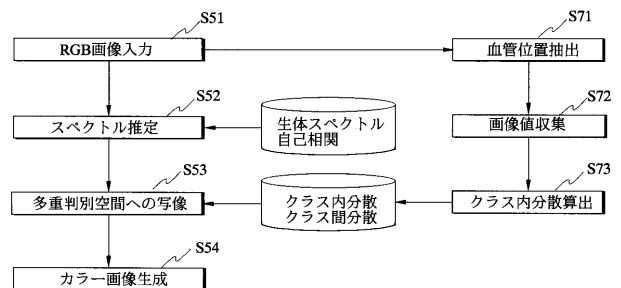 S51
RGB画像入力
S71
血管位置抽出
S52
スペクトル推定
生体スペクトル
自己相関
S72
画像値収集
S53
多重判別空間への写像
クラス内分散
クラス間分散
S73
クラス内分散算出
S54
カラー画像生成